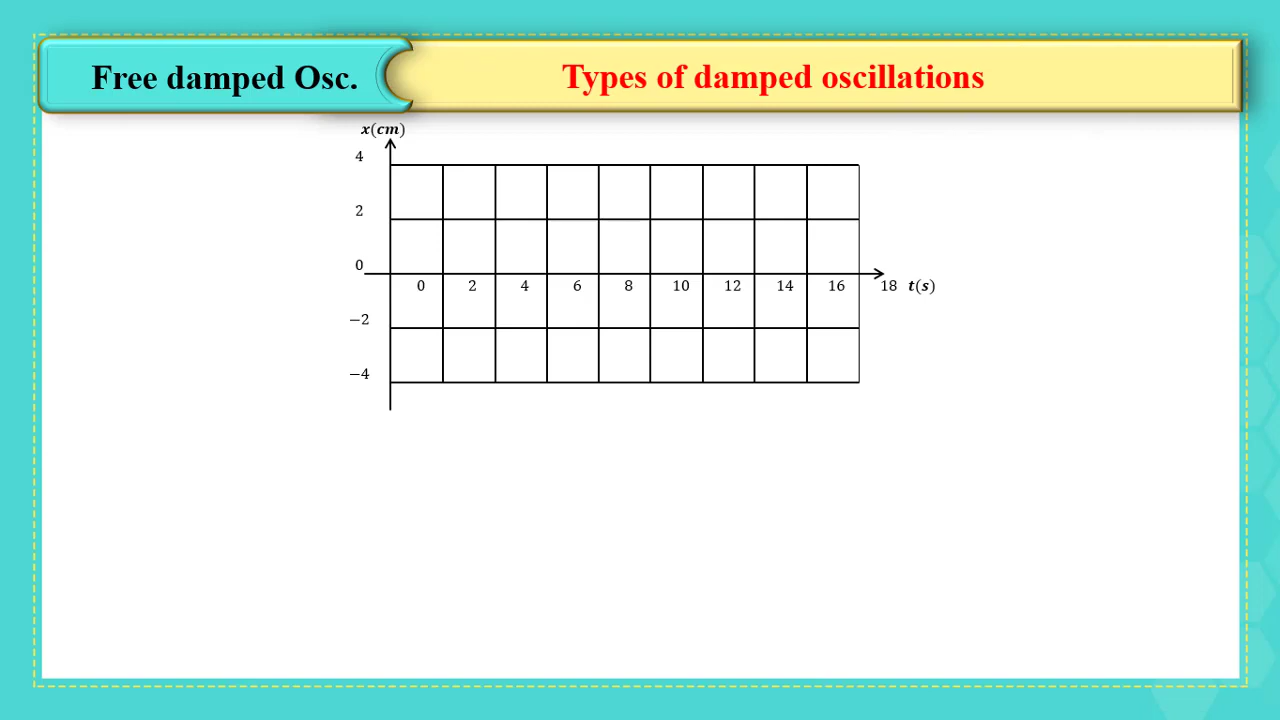 Free damped Osc.
Types of damped oscillations
x(cm)
4
2
0
0 2 4 6 8 10 12 14 16 18 t(s)
−2
−4